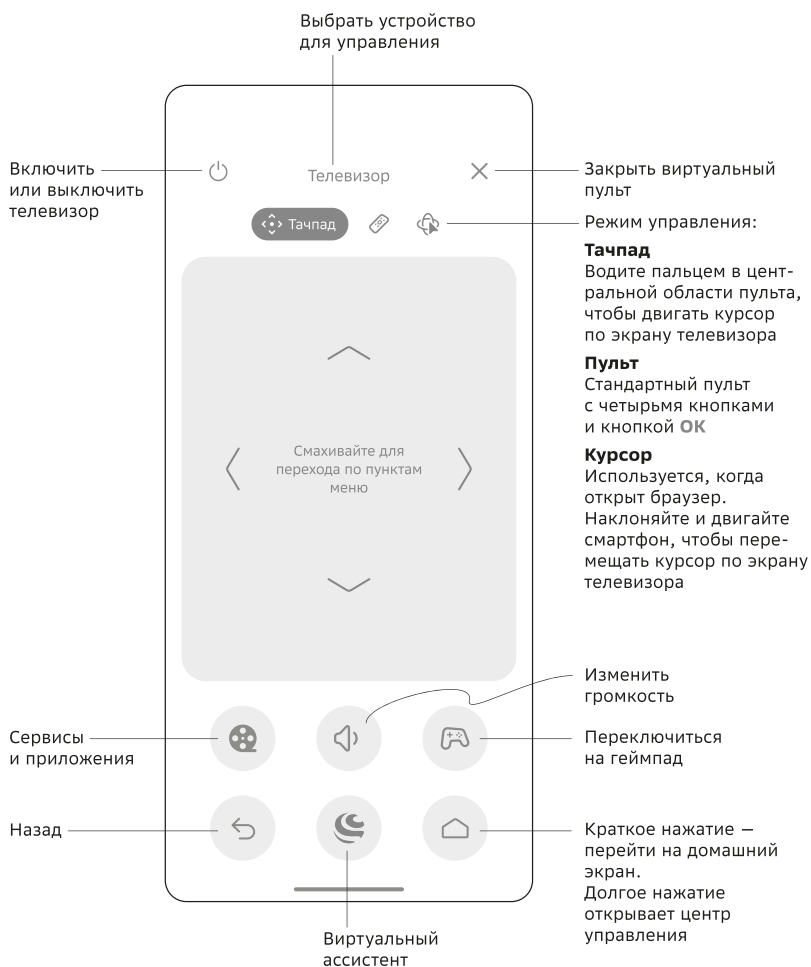 Выбрать устройство
для управления
Включить
или выключить
телевизор
Телевизор
Закрыть виртуальный
пульт
Тачпад
Режим управления:
Тачпад
Водите пальцем в цент-
ральной области пульта,
чтобы двигать курсор
по экрану телевизора
Пульт
Стандартный пульт
с четырьмя кнопками
и кнопкой OK
Курсор
Используется, когда
открыт браузер.
Наклоняйте и двигайте
смартфон, чтобы пере-
мещать курсор по экрану
телевизора
Смахивайте для
перехода по пунктам
меню
Изменить
громкость
Сервисы
и приложения
Переключиться
на геймпад
Назад
Краткое нажатие —
перейти на домашний
экран.
Долгое нажатие
открывает центр
управления
Виртуальный
ассистент